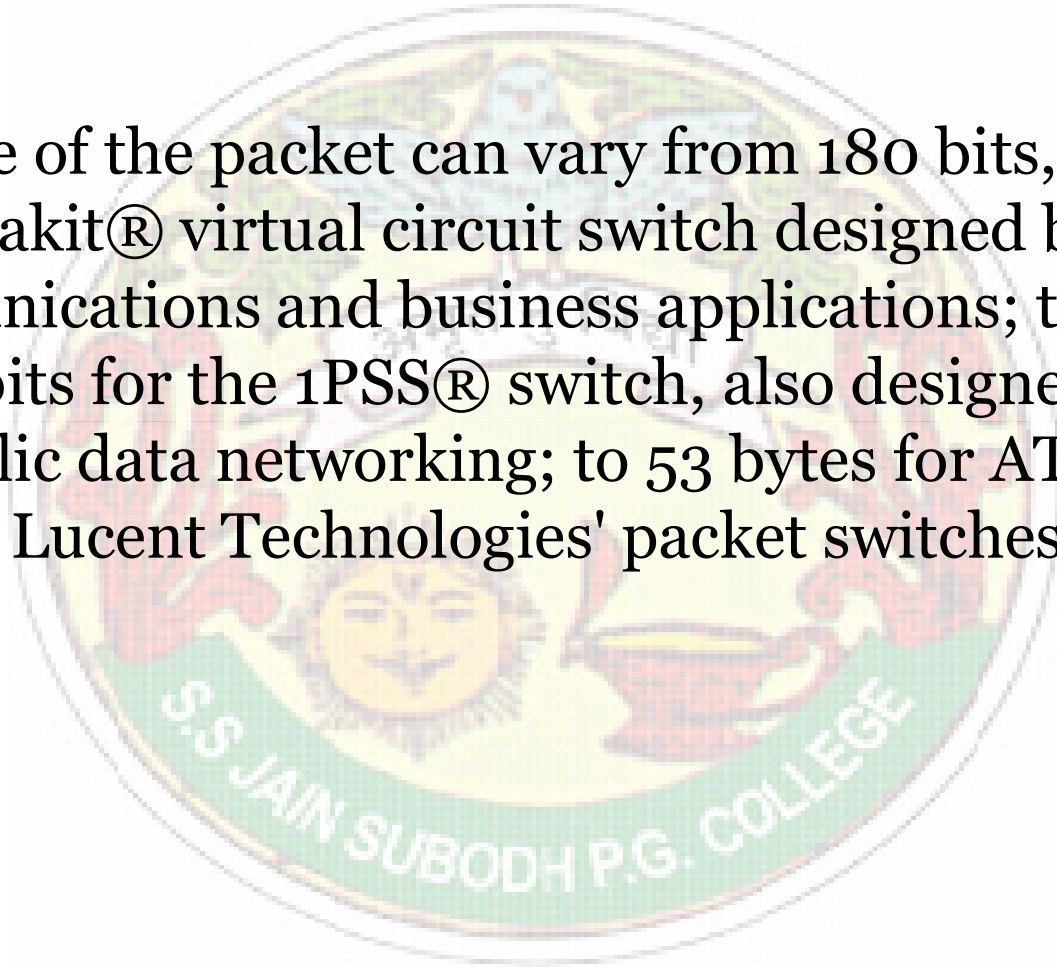 e of the packet can vary from 180 bits,
akit® virtual circuit switch designed b
nications and business applications; t
bits for the 1PSS® switch, also designe
lic data networking; to 53 bytes for AT
Lucent Technologies' packet switches
S.S JAIN SUBODH P.G. COLLEGE